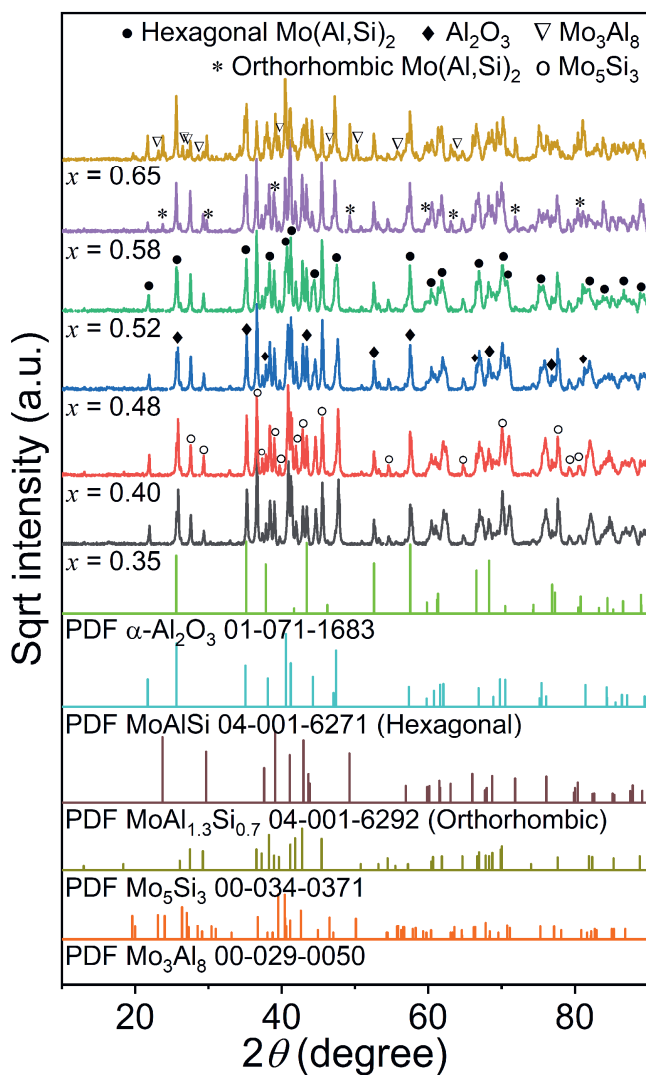 ● Hexagonal Mo(Al,Si)₂ ♦ Al₂O₃ ▽ Mo₃Al₈
* Orthorhombic Mo(Al,Si)₂ o Mo₅Si₃
x = 0.65
x = 0.58
x = 0.52
x = 0.48
x = 0.40
x = 0.35
PDF α-Al₂O₃ 01-071-1683
PDF MoAlSi 04-001-6271 (Hexagonal)
PDF MoAl₁.₃Si₀.₇ 04-001-6292 (Orthorhombic)
PDF Mo₅Si₃ 00-034-0371
PDF Mo₃Al₈ 00-029-0050
Sqrt intensity (a.u.)
20 40 60 80
2θ (degree)